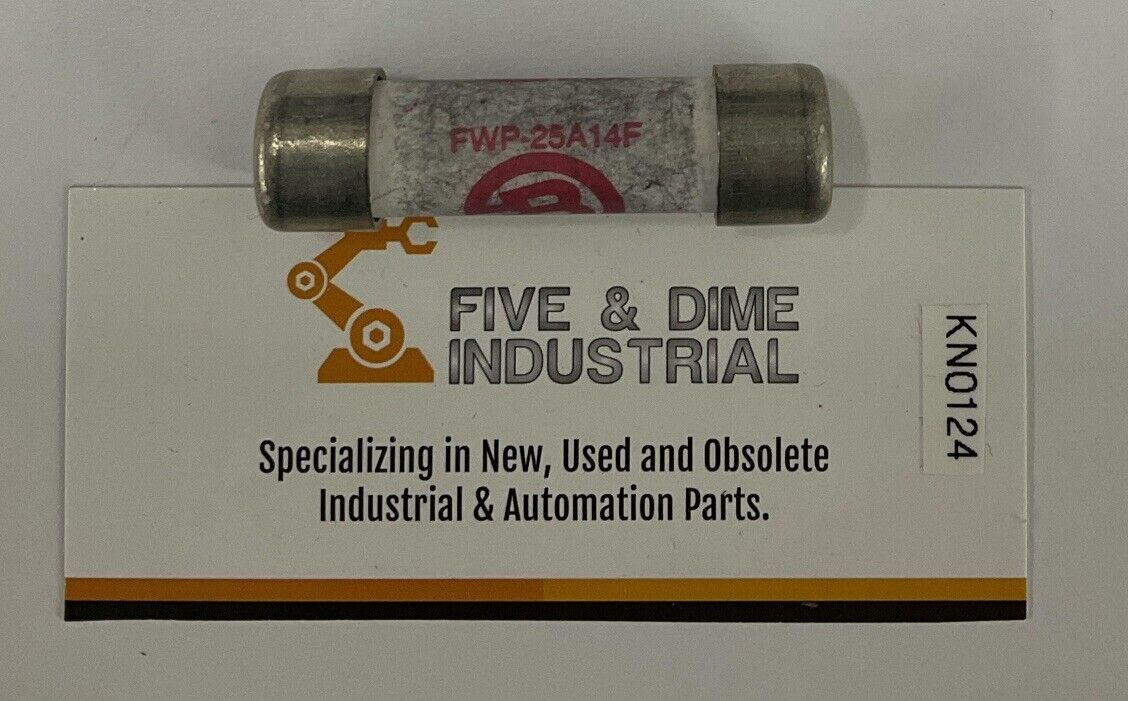 FWP-25A14F
FIVE & DIME
INDUSTRIAL
KN0124
Specializing in New, Used and Obsolete
Industrial & Automation Parts.